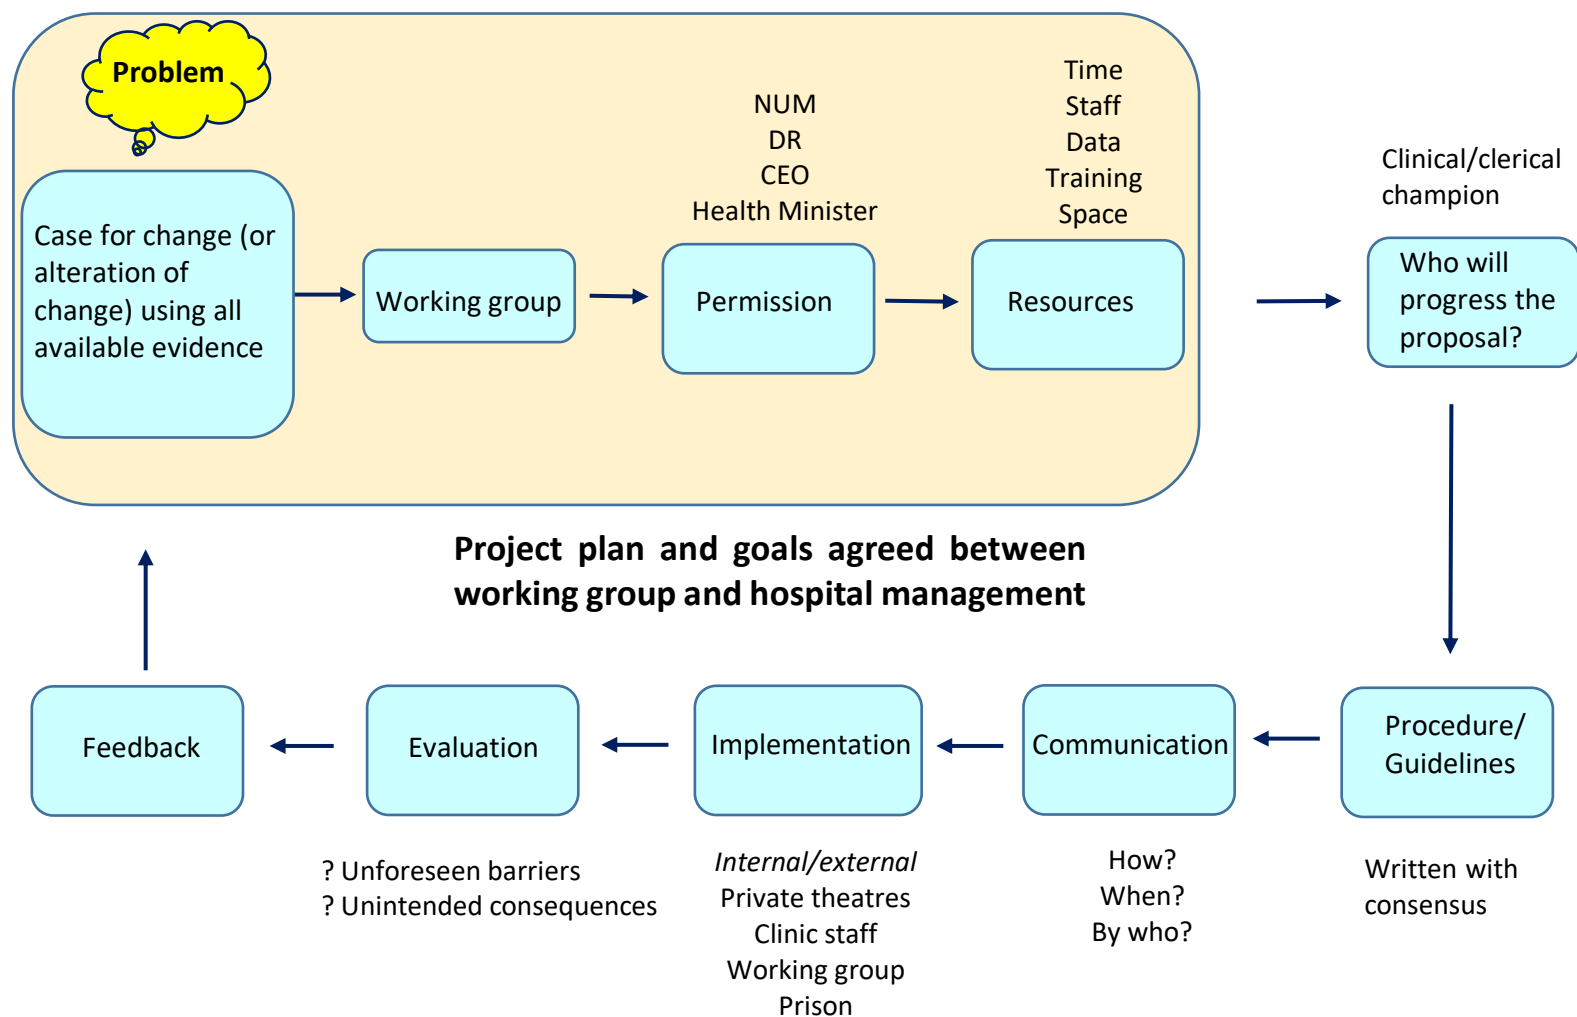 Problem
Case for change (or
alteration of
change) using all
available evidence
Working group
NUM
DR
CEO
Health Minister
Permission
Time
Staff
Data
Training
Space
Resources
Clinical/clerical
champion
Who will
progress the
proposal?
Project plan and goals agreed between
working group and hospital management
Procedure/
Guidelines
Written with
consensus
Communication
How?
When?
By who?
Implementation
Internal/external
Private theatres
Clinic staff
Working group
Prison
Evaluation
? Unforeseen barriers
? Unintended consequences
Feedback